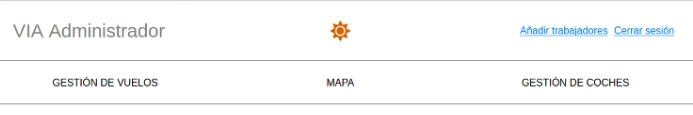 VIA Administrador
Añadir trabajadores Cerrar sesión
GESTIÓN DE VUELOS MAPA GESTIÓN DE COCHES